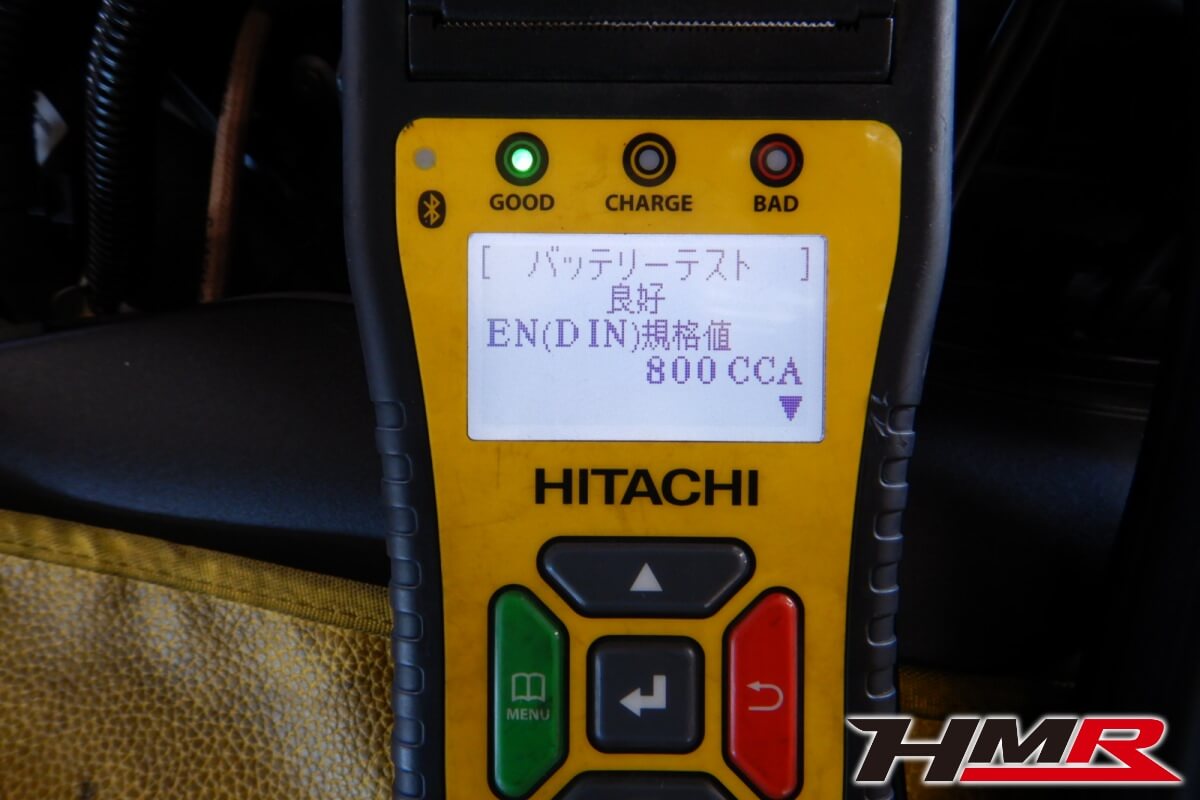 GOOD CHARGE BAD
[ バッテリーテスト ]
良好
EN(DIN)規格値
800 CCA
▼
HITACHI
▲
MENU
HMR